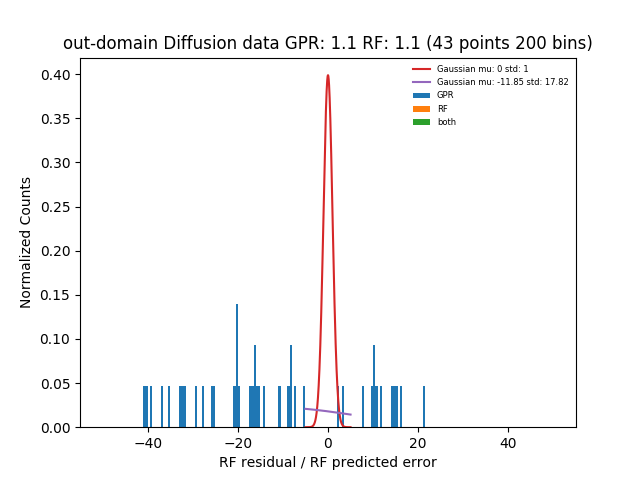 out-domain Diffusion data GPR: 1.1 RF: 1.1 (43 points 200 bins)
Gaussian mu: 0 std: 1
Gaussian mu: -11.85 std: 17.82
GPR
RF
both
Normalized Counts
0.40
0.35
0.30
0.25
0.20
0.15
0.10
0.05
0.00
−40 −20 0 20 40
RF residual / RF predicted error